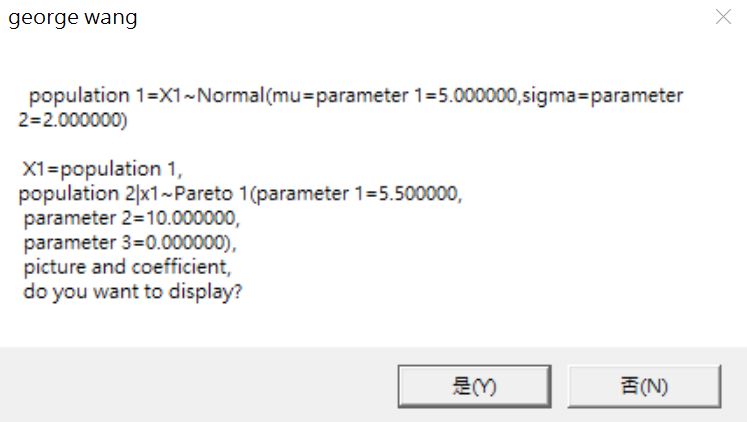 george wang
population 1=X1~Normal(mu=parameter 1=5.000000,sigma=parameter
2=2.000000)
X1=population 1,
population 2|x1~Pareto 1(parameter 1=5.500000,
parameter 2=10.000000,
parameter 3=0.000000),
picture and coefficient,
do you want to display?
是(Y) 否(N)